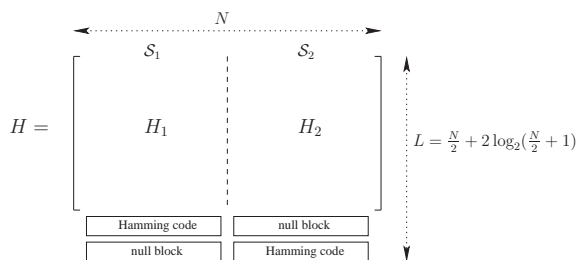 N
S₁ S₂
H = H₁ H₂ L = N/2 + 2 log₂(N/2 + 1)
Hamming code null block
null block Hamming code